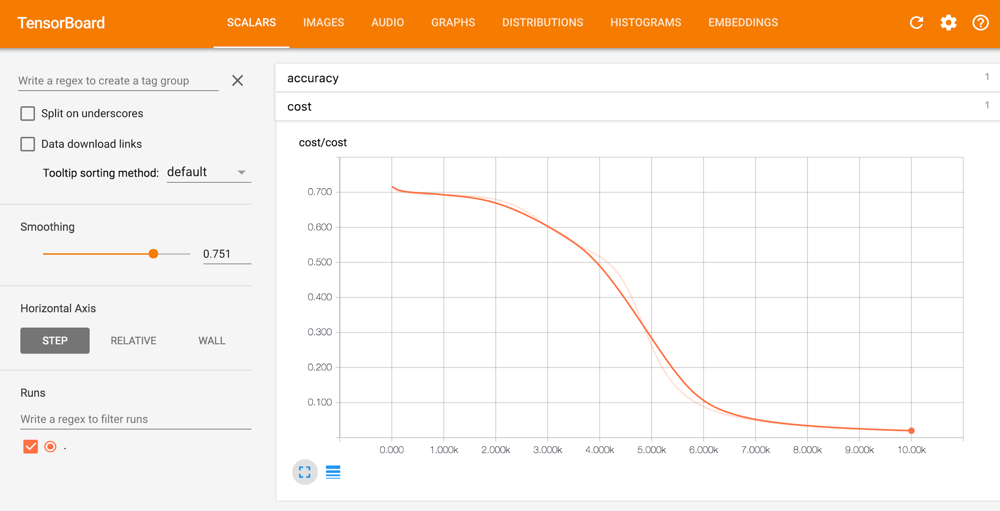 TensorBoard SCALARS IMAGES AUDIO GRAPHS DISTRIBUTIONS HISTOGRAMS EMBEDDINGS
Write a regex to create a tag group
Split on underscores
Data download links
Tooltip sorting method: default
Smoothing
0.751
Horizontal Axis
STEP RELATIVE WALL
Runs
Write a regex to filter runs
.
accuracy 1
cost 1
cost/cost
0.700
0.600
0.500
0.400
0.300
0.200
0.100
0.000 1.000k 2.000k 3.000k 4.000k 5.000k 6.000k 7.000k 8.000k 9.000k 10.00k